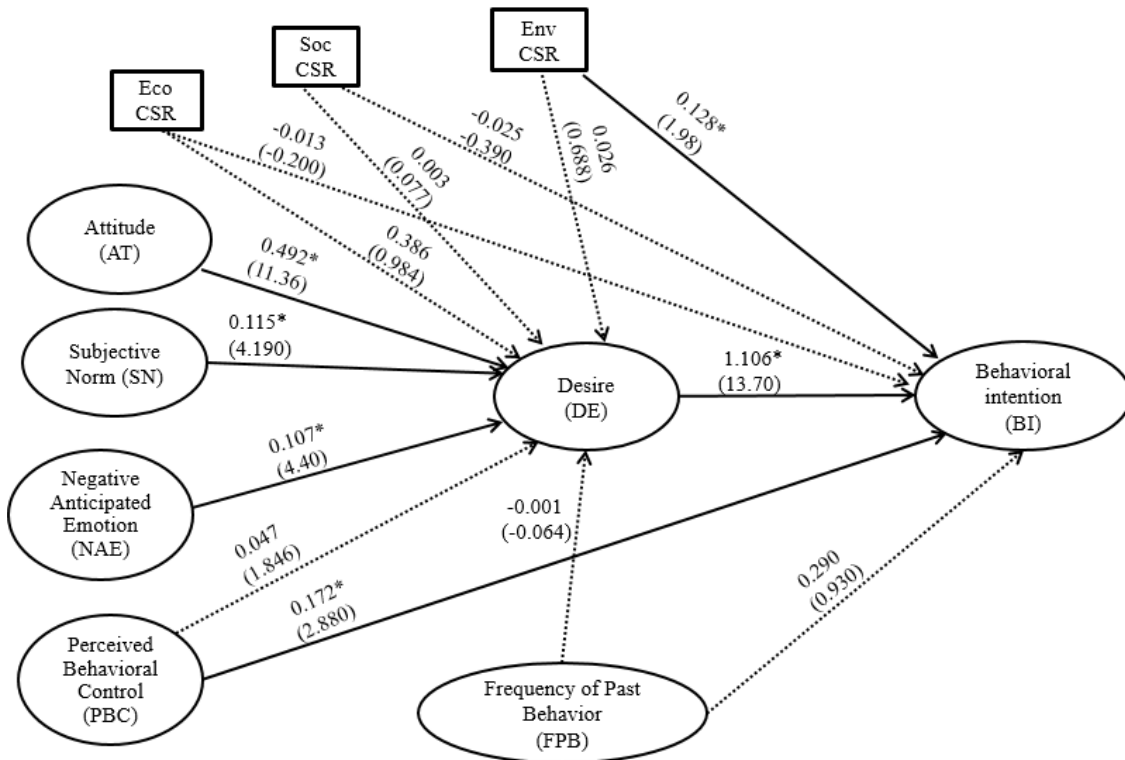 Eco
CSR
Soc
CSR
Env
CSR
-0.013
(-0.200)
0.003
(0.077)
-0.025
-0.390
0.026
(0.688)
0.128*
(1.98)
0.386
(0.984)
Attitude
(AT)
0.492*
(11.36)
Subjective
Norm (SN)
0.115*
(4.190)
Desire
(DE)
1.106*
(13.70)
Behavioral
intention
(BI)
Negative
Anticipated
Emotion
(NAE)
0.107*
(4.40)
0.047
(1.846)
-0.001
(-0.064)
0.172*
(2.880)
0.290
(0.930)
Perceived
Behavioral
Control
(PBC)
Frequency of Past
Behavior
(FPB)